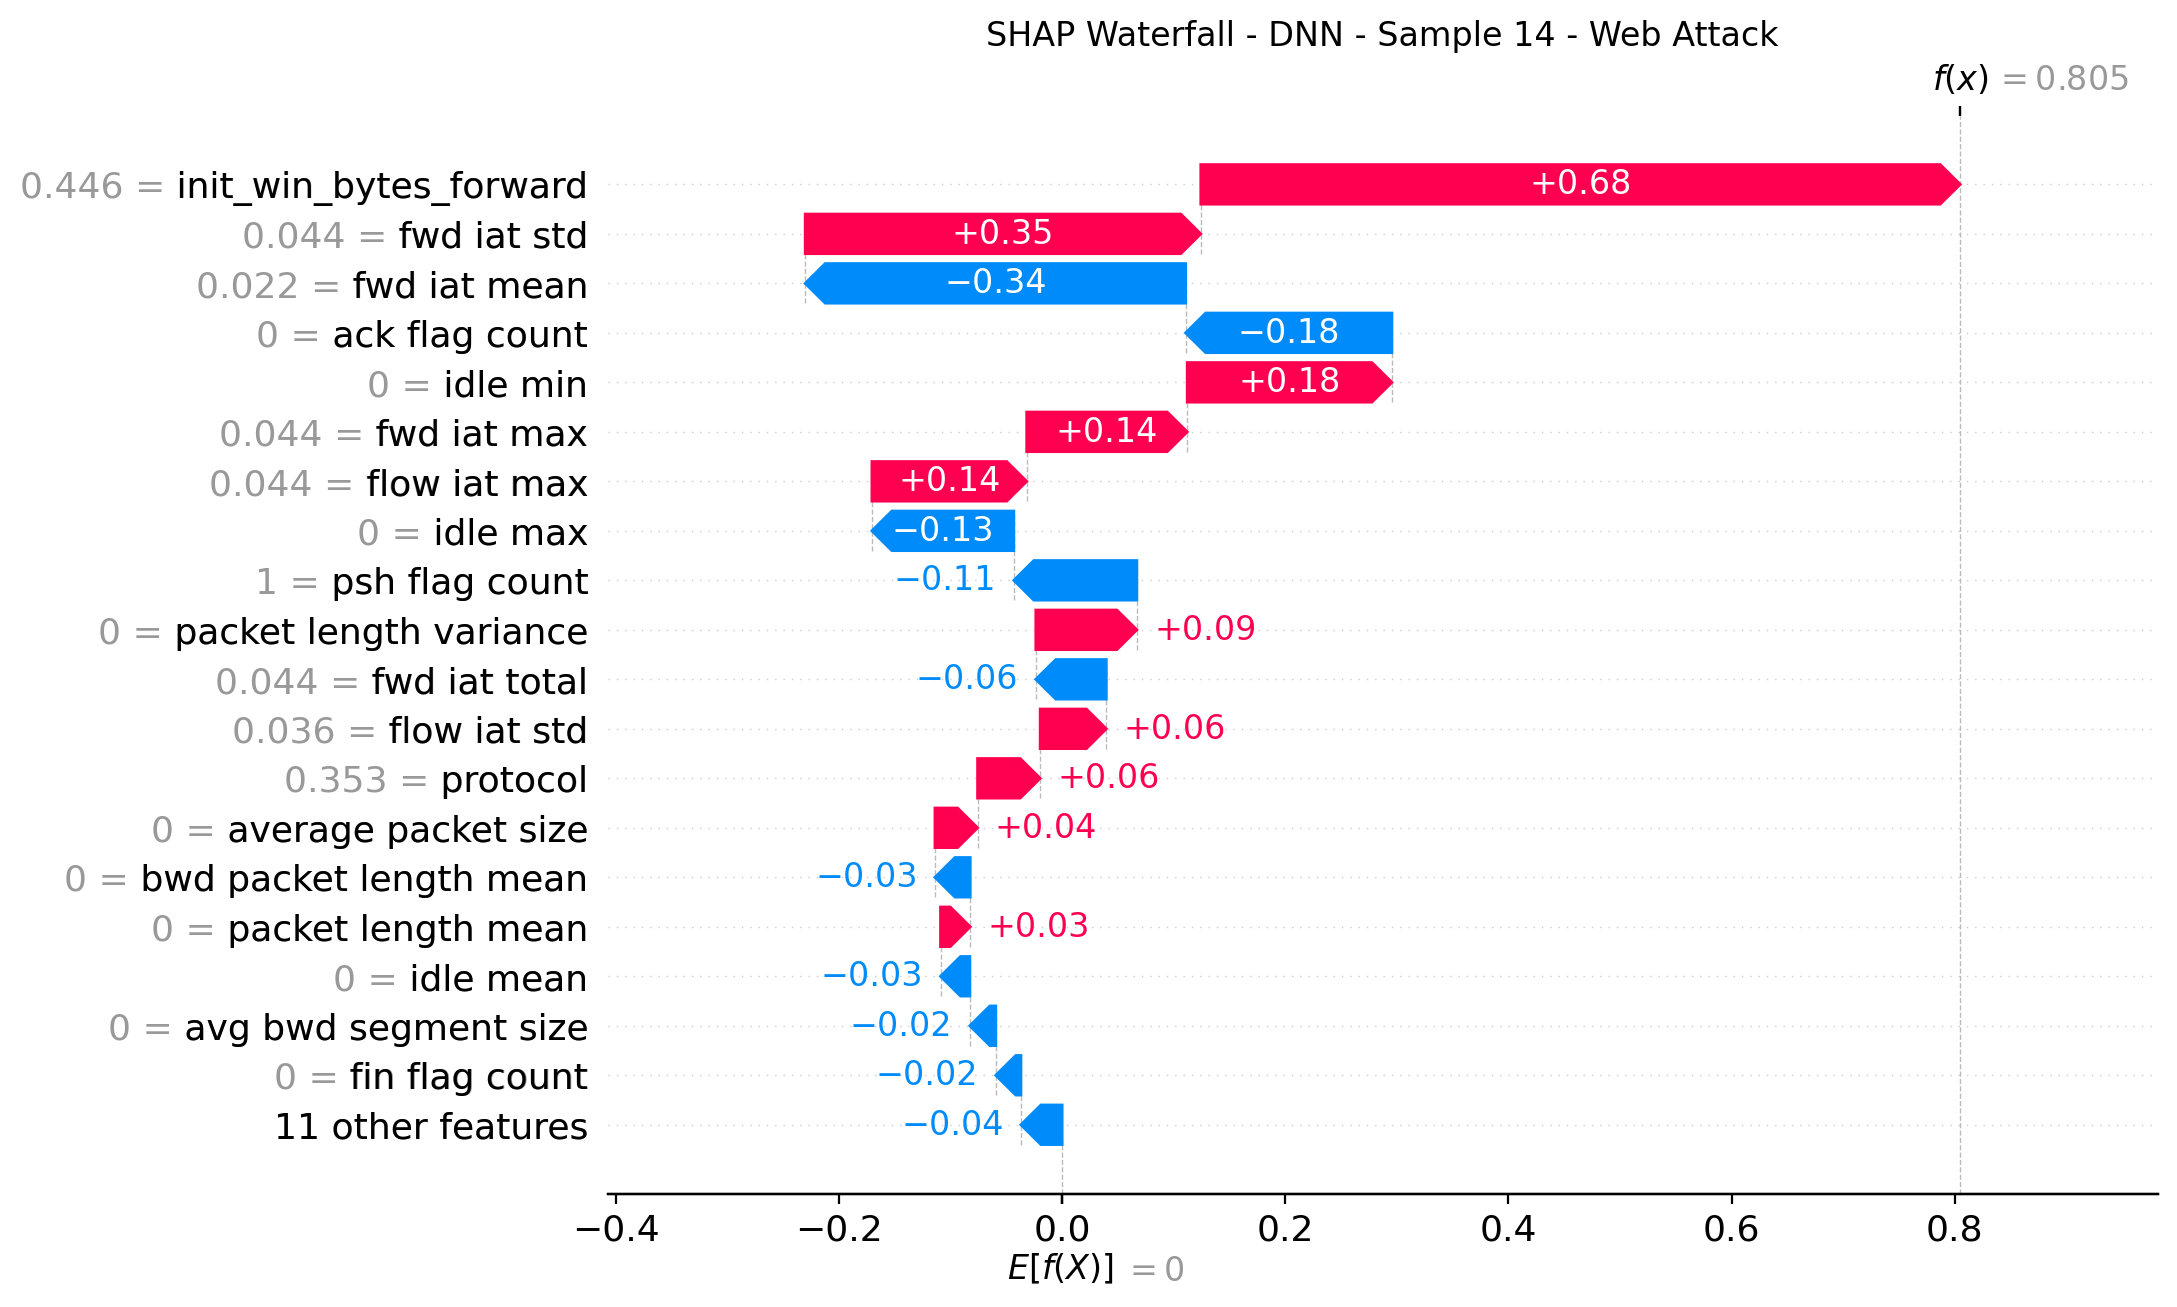 SHAP Waterfall - DNN - Sample 14 - Web Attack
f(x) = 0.805
0.446 = init_win_bytes_forward +0.68
0.044 = fwd iat std +0.35
0.022 = fwd iat mean −0.34
0 = ack flag count −0.18
0 = idle min +0.18
0.044 = fwd iat max +0.14
0.044 = flow iat max +0.14
0 = idle max −0.13
1 = psh flag count −0.11
0 = packet length variance +0.09
0.044 = fwd iat total −0.06
0.036 = flow iat std +0.06
0.353 = protocol +0.06
0 = average packet size +0.04
0 = bwd packet length mean −0.03
0 = packet length mean +0.03
0 = idle mean −0.03
0 = avg bwd segment size −0.02
0 = fin flag count −0.02
11 other features −0.04
−0.4 −0.2 0.0 0.2 0.4 0.6 0.8
E[f(X)] = 0